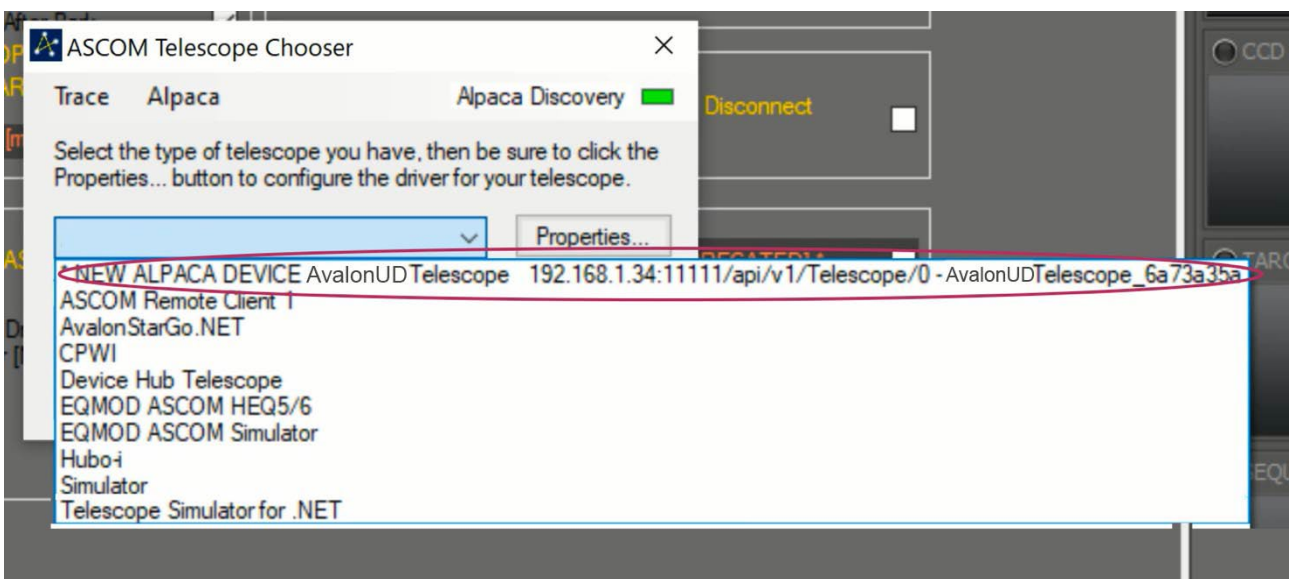 ASCOM Telescope Chooser
CCD
Trace Alpaca Alpaca Discovery
Disconnect
Select the type of telescope you have, then be sure to click the
Properties... button to configure the driver for your telescope.
Properties...
* NEW ALPACA DEVICE AvalonUDTelescope 192.168.1.34:11111/api/v1/Telescope/0 - AvalonUDTelescope_6a73a35a
ASCOM Remote Client 1
AvalonStarGo.NET
CPWI
Device Hub Telescope
EQMOD ASCOM HEQ5/6
EQMOD ASCOM Simulator
Hubo-i
Simulator
Telescope Simulator for .NET